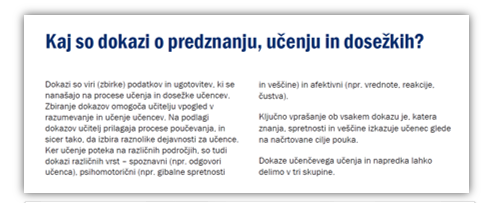 Kaj so dokazi o predznanju, učenju in dosežkih?
Dokazi so viri (zbirke) podatkov in ugotovitev, ki se
nanašajo na procese učenja in dosežke učencev.
Zbiranje dokazov omogoča učitelju vpogled v
razumevanje in učenje učencev. Na podlagi
dokazov učitelj prilagaja procese poučevanja, in
sicer tako, da izbira raznolike dejavnosti za učence.
Ker učenje poteka na različnih področjih, so tudi
dokazi različnih vrst – spoznavni (npr. odgovori
učenca), psihomotorični (npr. gibalne spretnosti
in veščine) in afektivni (npr. vrednote, reakcije,
čustva).
Ključno vprašanje ob vsakem dokazu je, katera
znanja, spretnosti in veščine izkazuje učenec glede
na načrtovane cilje pouka.
Dokaze učenčevega učenja in napredka lahko
delimo v tri skupine.